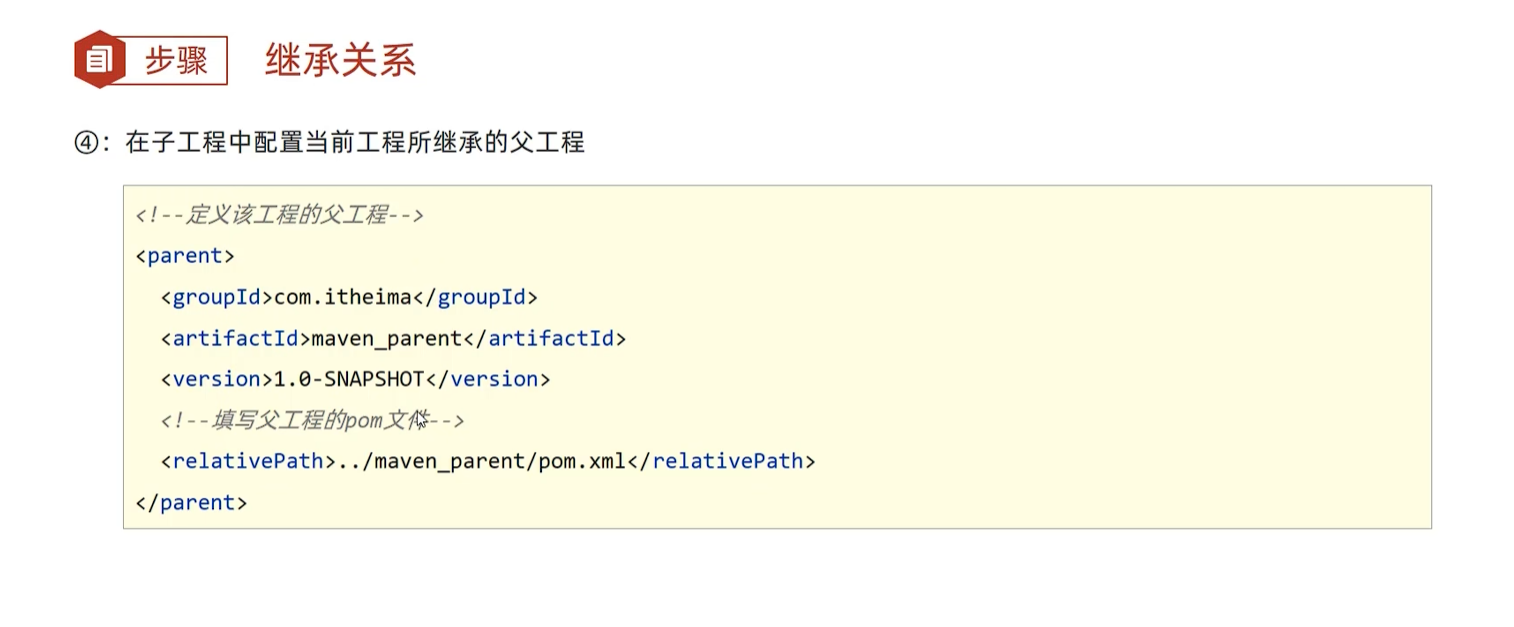 步骤 继承关系
④：在子工程中配置当前工程所继承的父工程
<!--定义该工程的父工程-->
<parent>
<groupId>com.itheima</groupId>
<artifactId>maven_parent</artifactId>
<version>1.0-SNAPSHOT</version>
<!--填写父工程的pom文件-->
<relativePath>../maven_parent/pom.xml</relativePath>
</parent>